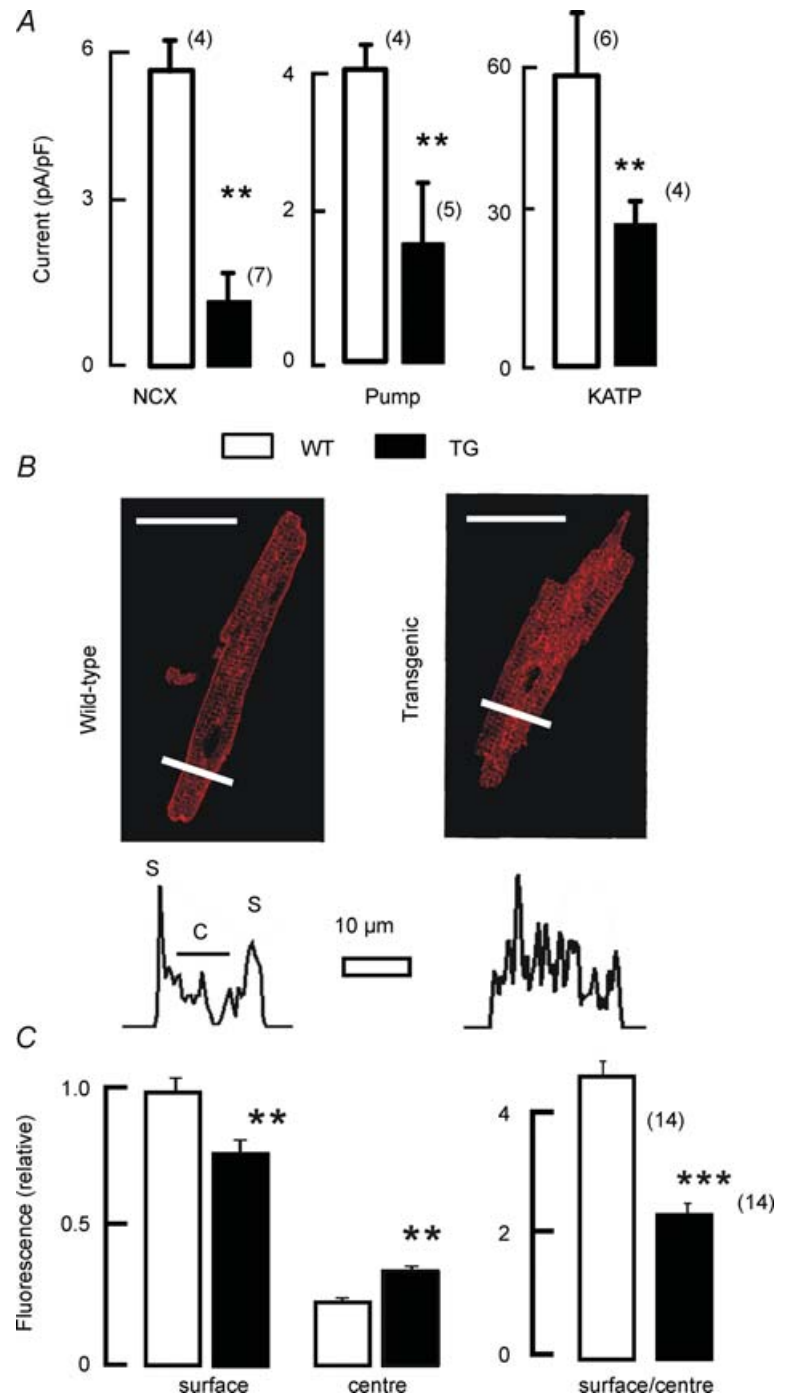 A
Current (pA/pF)
6
3
0
(4)
**
(7)
NCX
4
2
0
(4)
**
(5)
Pump
60
30
0
(6)
**
(4)
KATP
WT
TG
B
Wild-type
Transgenic
S
C
S
10 µm
C
Fluorescence (relative)
1.0
0.5
0
**
**
surface
centre
4
2
0
(14)
***
(14)
surface/centre